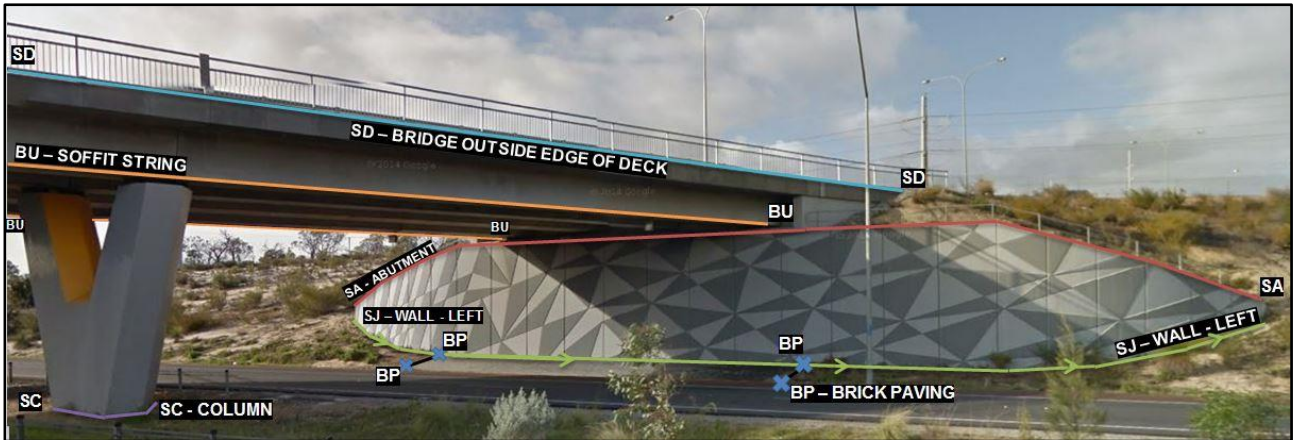 SD
SD – BRIDGE OUTSIDE EDGE OF DECK
BU – SOFFIT STRING
SD
BU
BU
BU
SA - ABUTMENT
SA
SJ – WALL - LEFT
BP
BP
BP
SJ – WALL - LEFT
BP – BRICK PAVING
SC
SC - COLUMN